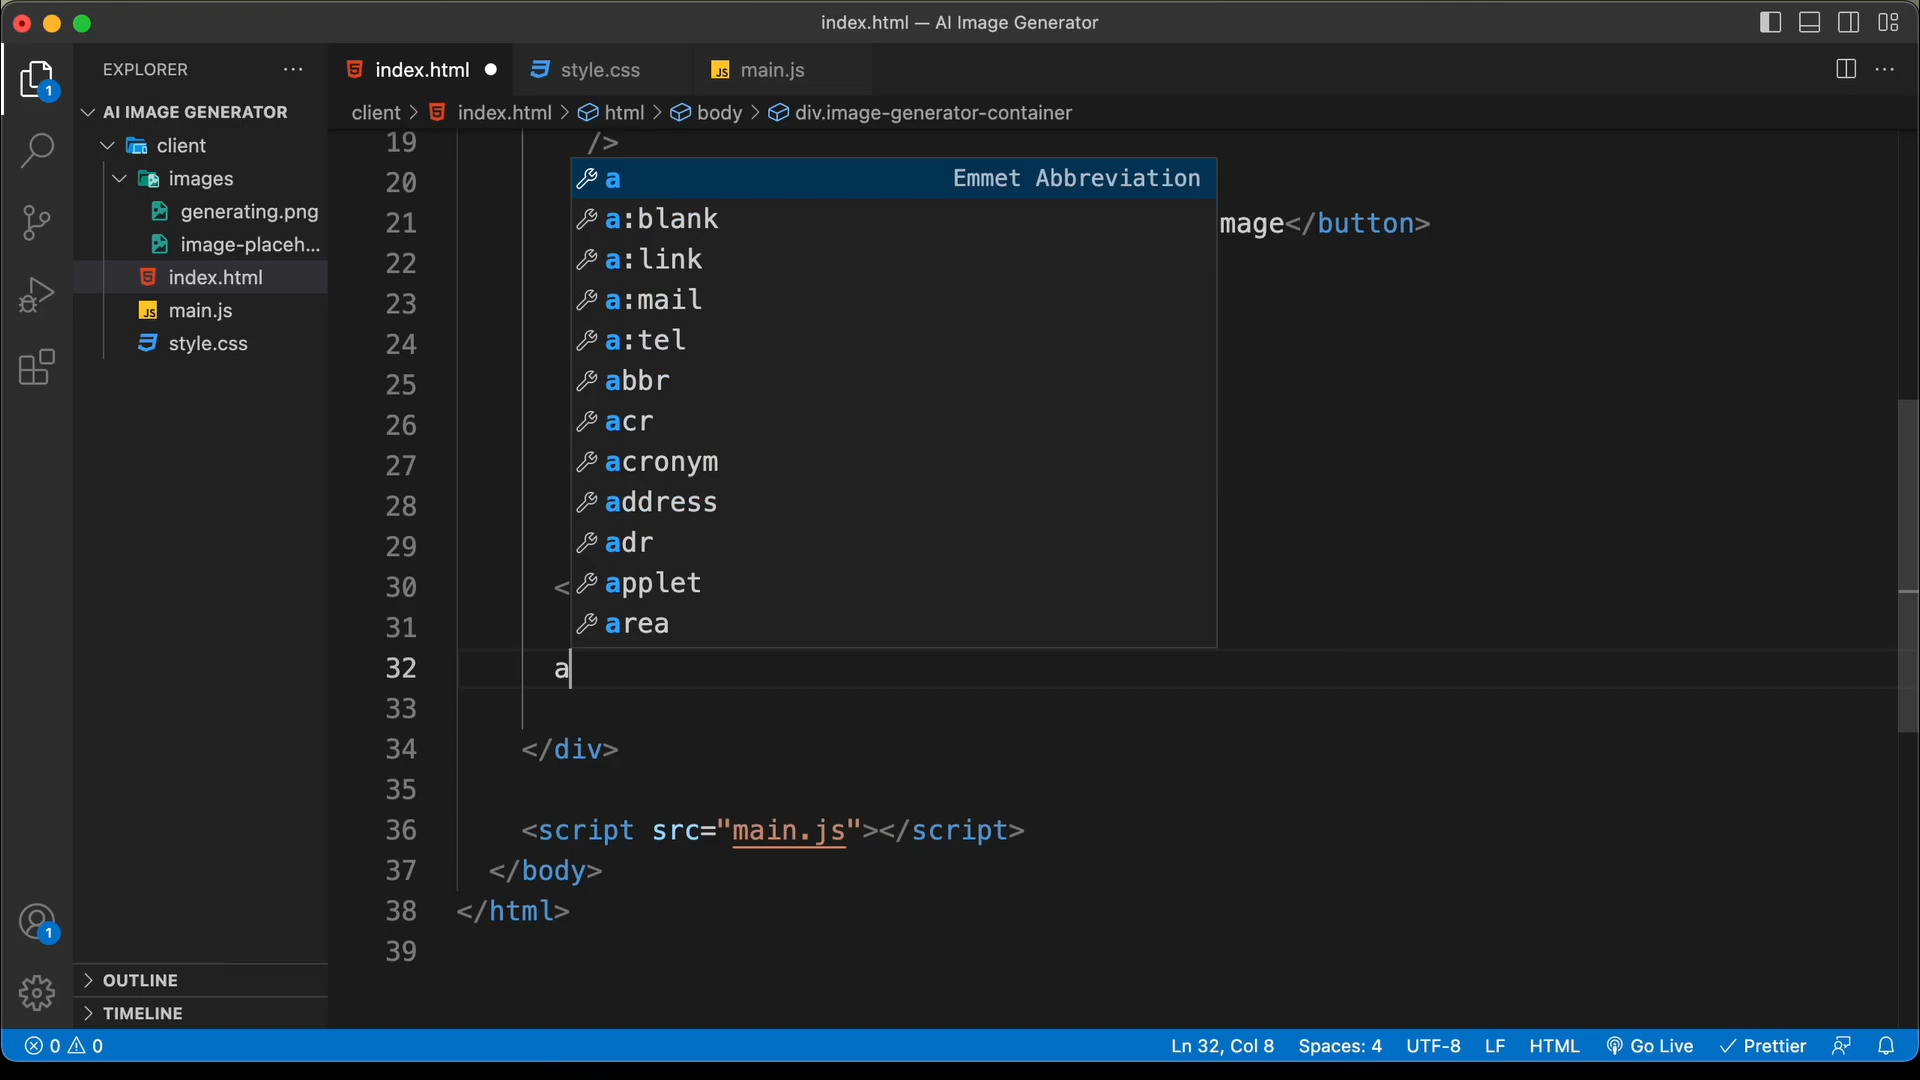 index.html — AI Image Generator
EXPLORER
index.html
style.css
main.js
AI IMAGE GENERATOR
client > index.html > html > body > div.image-generator-container
client
images
generating.png
image-placeh...
index.html
main.js
style.css
19 />
20 a Emmet Abbreviation
a:blank
21 mage</button>
a:link
22
a:mail
23
a:tel
24
abbr
25
acr
26
acronym
27
address
28
adr
29
applet
30 <
area
31
32 a
33
34 </div>
35
36 <script src="main.js"></script>
37 </body>
38 </html>
39
1
1
OUTLINE
TIMELINE
0 0
Ln 32, Col 8
Spaces: 4
UTF-8
LF
HTML
Go Live
Prettier